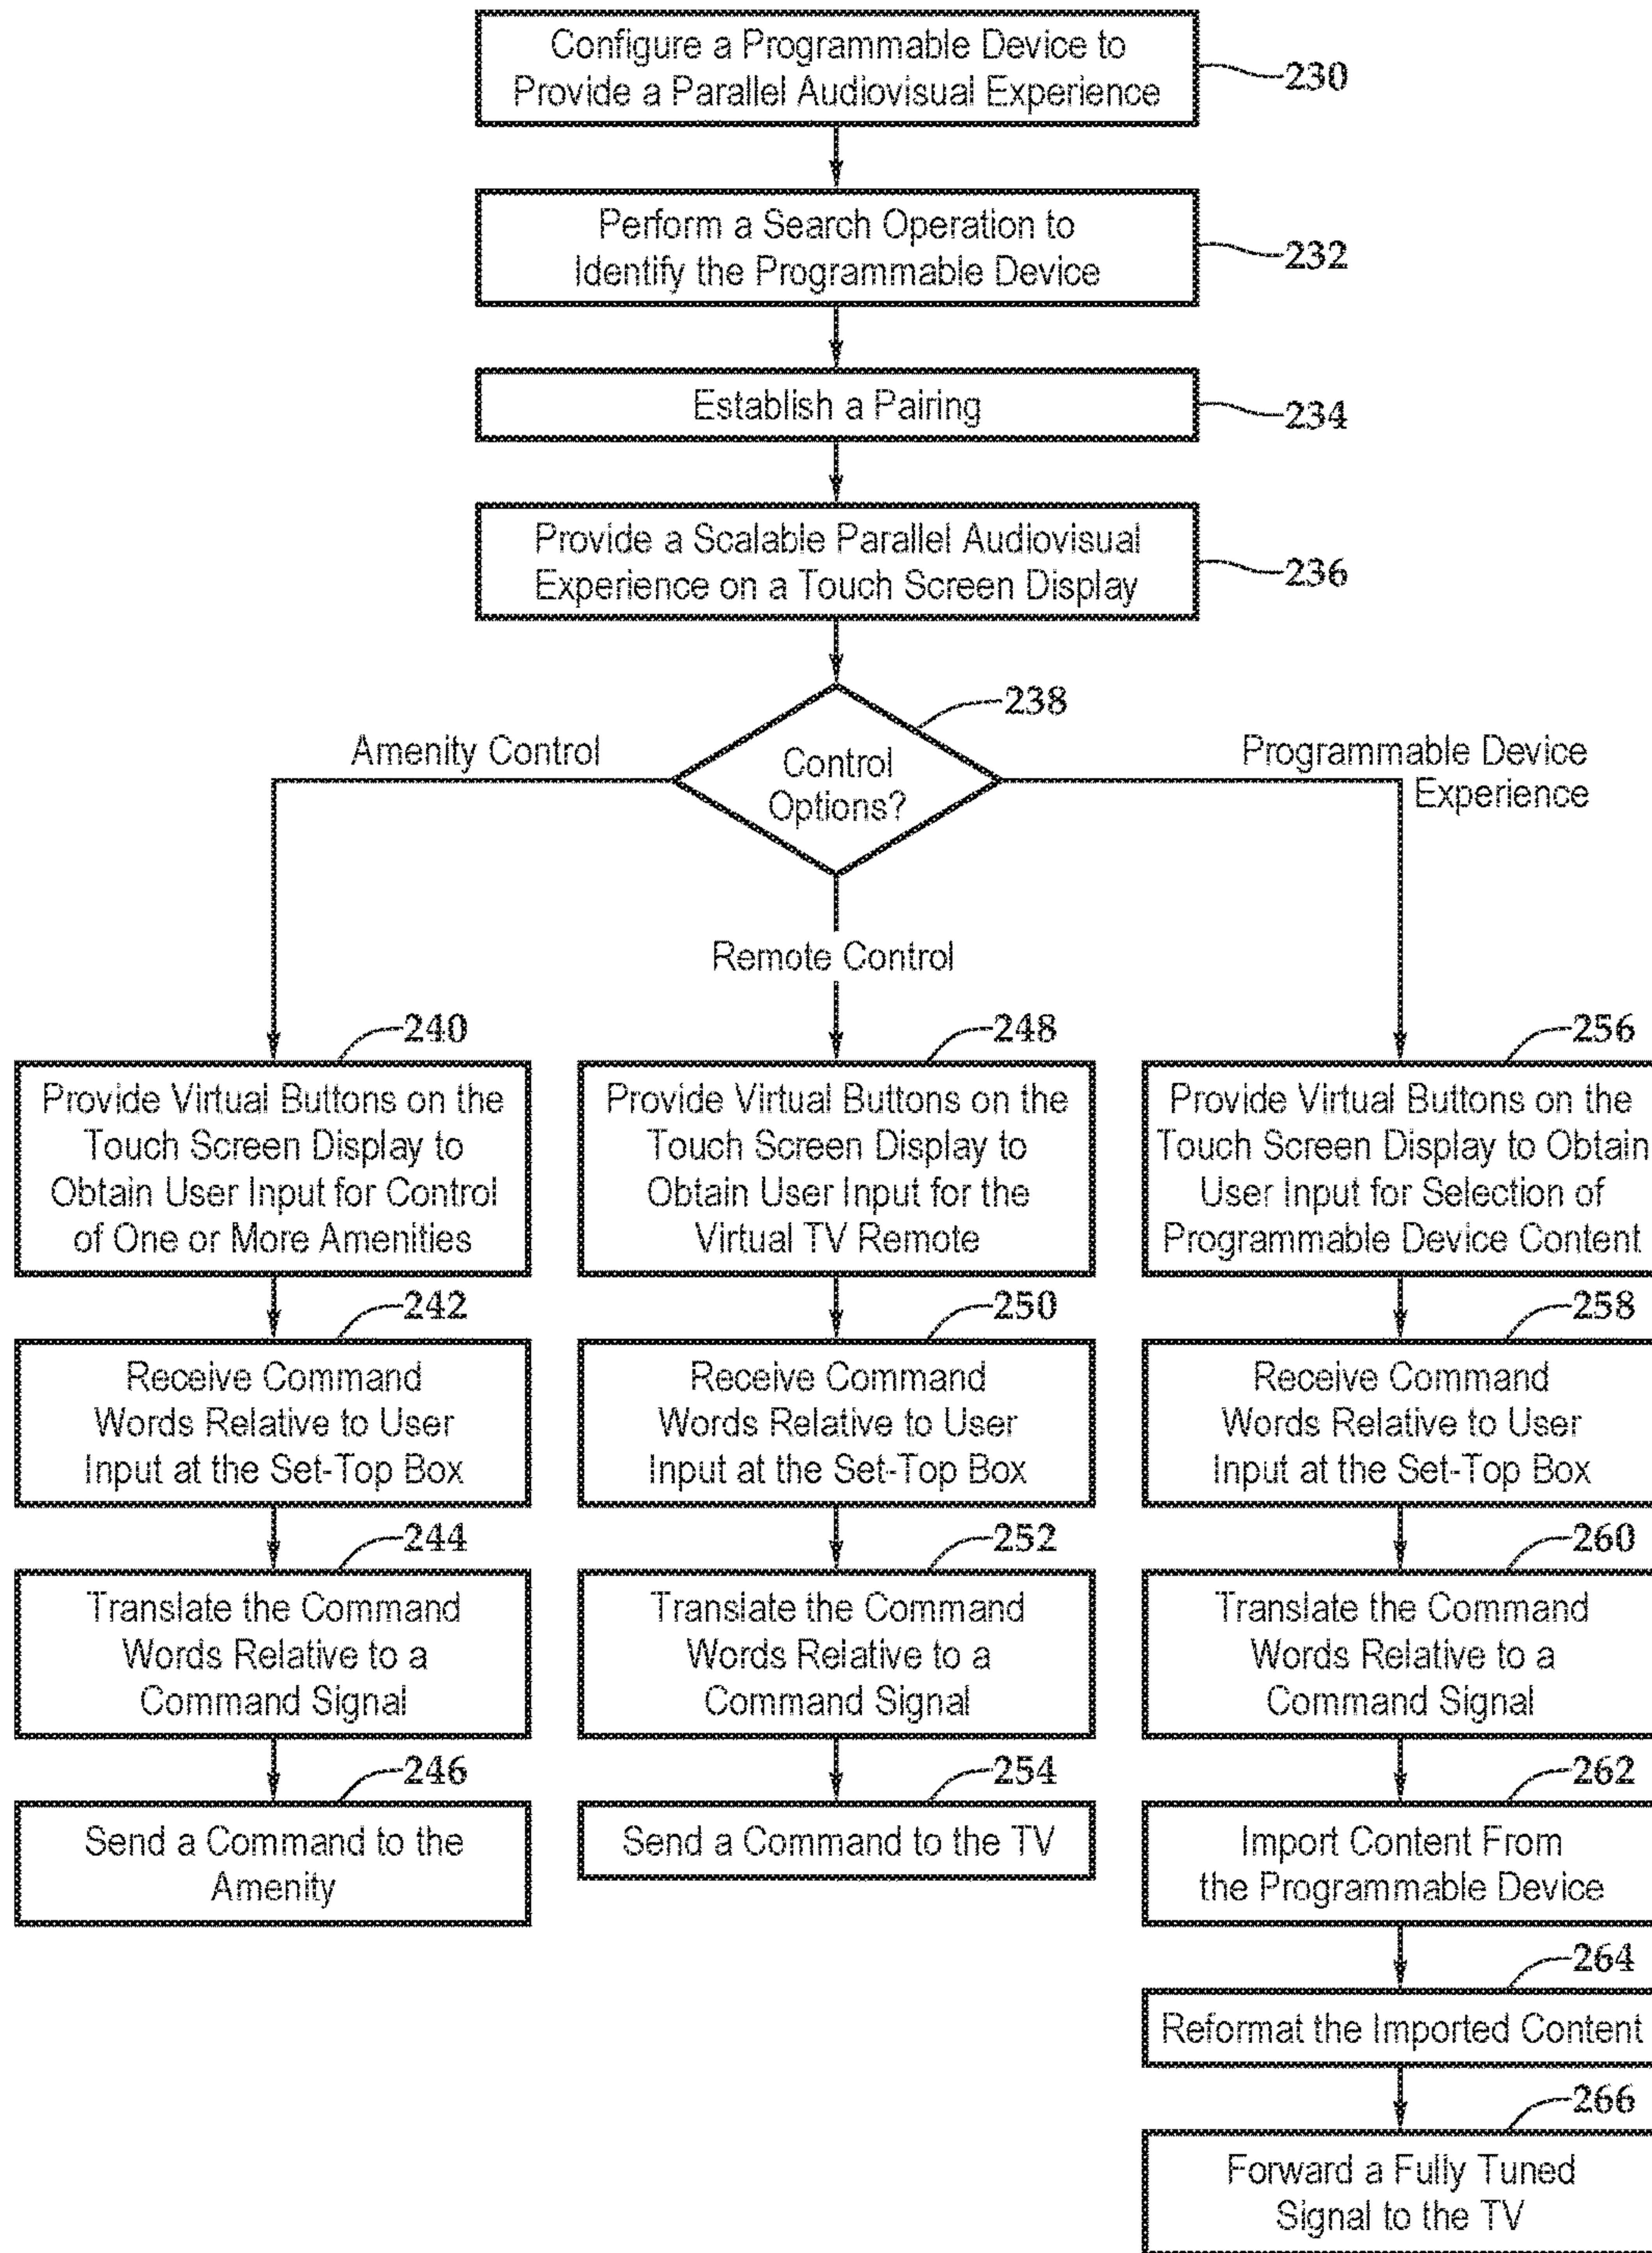 Configure a Programmable Device to
Provide a Parallel Audiovisual Experience
230
Perform a Search Operation to
Identify the Programmable Device
232
Establish a Pairing
234
Provide a Scalable Parallel Audiovisual
Experience on a Touch Screen Display
236
238
Control
Options?
Amenity Control
Remote Control
Programmable Device
Experience
240
Provide Virtual Buttons on the
Touch Screen Display to
Obtain User Input for Control
of One or More Amenities
242
Receive Command
Words Relative to User
Input at the Set-Top Box
244
Translate the Command
Words Relative to a
Command Signal
246
Send a Command to the
Amenity
248
Provide Virtual Buttons on the
Touch Screen Display to
Obtain User Input for the
Virtual TV Remote
250
Receive Command
Words Relative to User
Input at the Set-Top Box
252
Translate the Command
Words Relative to a
Command Signal
254
Send a Command to the TV
256
Provide Virtual Buttons on the
Touch Screen Display to Obtain
User Input for Selection of
Programmable Device Content
258
Receive Command
Words Relative to User
Input at the Set-Top Box
260
Translate the Command
Words Relative to a
Command Signal
262
Import Content From
the Programmable Device
264
Reformat the Imported Content
266
Forward a Fully Tuned
Signal to the TV